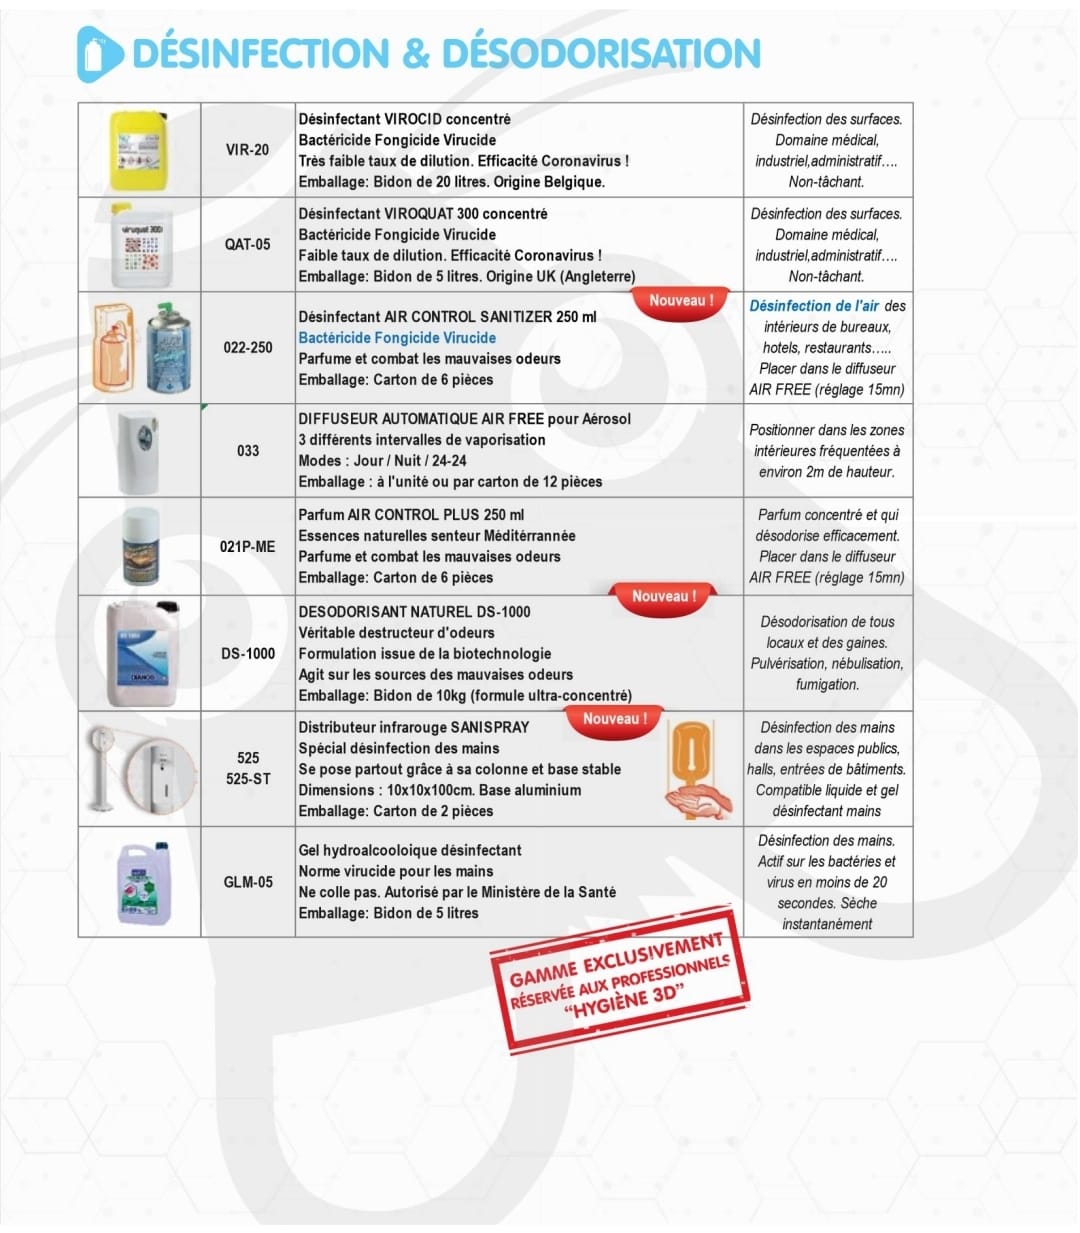 DÉSINFECTION & DÉSODORISATION
VIR-20
Désinfectant VIROCID concentré
Bactéricide Fongicide Virucide
Très faible taux de dilution. Efficacité Coronavirus !
Emballage: Bidon de 20 litres. Origine Belgique.
Désinfection des surfaces.
Domaine médical,
industriel,administratif….
Non-tâchant.
viruquat 300
QAT-05
Désinfectant VIROQUAT 300 concentré
Bactéricide Fongicide Virucide
Faible taux de dilution. Efficacité Coronavirus !
Emballage: Bidon de 5 litres. Origine UK (Angleterre)
Désinfection des surfaces.
Domaine médical,
industriel,administratif….
Non-tâchant.
022-250
Nouveau !
Désinfectant AIR CONTROL SANITIZER 250 ml
Bactéricide Fongicide Virucide
Parfume et combat les mauvaises odeurs
Emballage: Carton de 6 pièces
Désinfection de l'air des
intérieurs de bureaux,
hotels, restaurants…..
Placer dans le diffuseur
AIR FREE (réglage 15mn)
033
DIFFUSEUR AUTOMATIQUE AIR FREE pour Aérosol
3 différents intervalles de vaporisation
Modes : Jour / Nuit / 24-24
Emballage : à l'unité ou par carton de 12 pièces
Positionner dans les zones
intérieures fréquentées à
environ 2m de hauteur.
021P-ME
Parfum AIR CONTROL PLUS 250 ml
Essences naturelles senteur Méditérrannée
Parfume et combat les mauvaises odeurs
Emballage: Carton de 6 pièces
Parfum concentré et qui
désodorise efficacement.
Placer dans le diffuseur
AIR FREE (réglage 15mn)
DS-1000
Nouveau !
DESODORISANT NATUREL DS-1000
Véritable destructeur d'odeurs
Formulation issue de la biotechnologie
Agit sur les sources des mauvaises odeurs
Emballage: Bidon de 10kg (formule ultra-concentré)
Désodorisation de tous
locaux et des gaines.
Pulvérisation, nébulisation,
fumigation.
525
525-ST
Nouveau !
Distributeur infrarouge SANISPRAY
Spécial désinfection des mains
Se pose partout grâce à sa colonne et base stable
Dimensions : 10x10x100cm. Base aluminium
Emballage: Carton de 2 pièces
Désinfection des mains
dans les espaces publics,
halls, entrées de bâtiments.
Compatible liquide et gel
désinfectant mains
GLM-05
Gel hydroalcooloique désinfectant
Norme virucide pour les mains
Ne colle pas. Autorisé par le Ministère de la Santé
Emballage: Bidon de 5 litres
Désinfection des mains.
Actif sur les bactéries et
virus en moins de 20
secondes. Sèche
instantanément
GAMME EXCLUSIVEMENT
RÉSERVÉE AUX PROFESSIONNELS
“HYGIÈNE 3D”